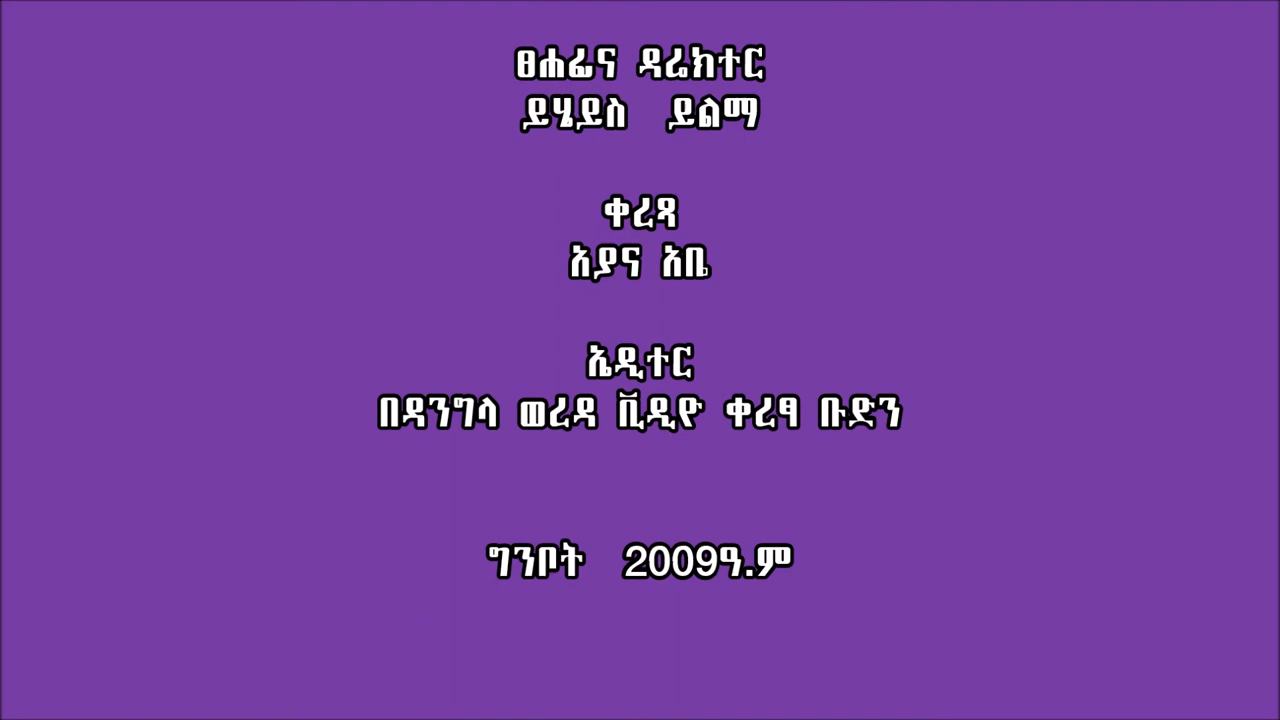 ፀሐፊና ዳሬክተር
ይሄይስ ይልማ
ቀረጻ
አያና አቤ
ኤዲተር
በዳንግላ ወረዳ ቪዲዮ ቀረፃ ቡድን
ግንቦት 2009ዓ.ም